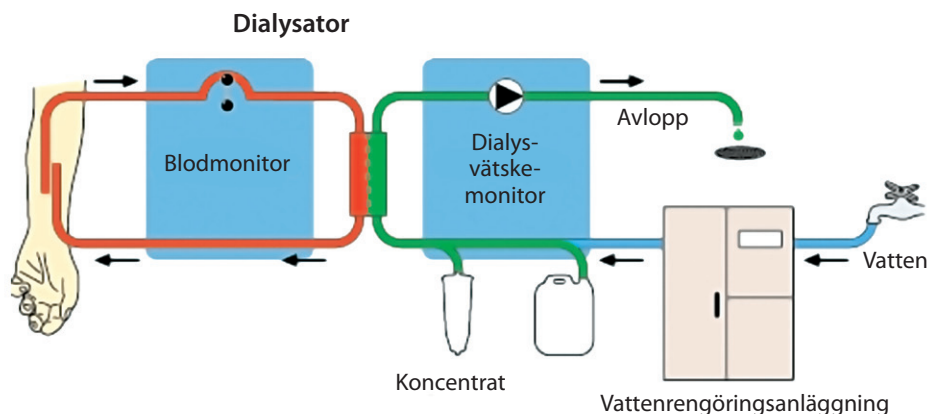 Dialysator
Avlopp
Blodmonitor
Dialys-
vätske-
monitor
Vatten
Koncentrat
Vattenrengöringsanläggning